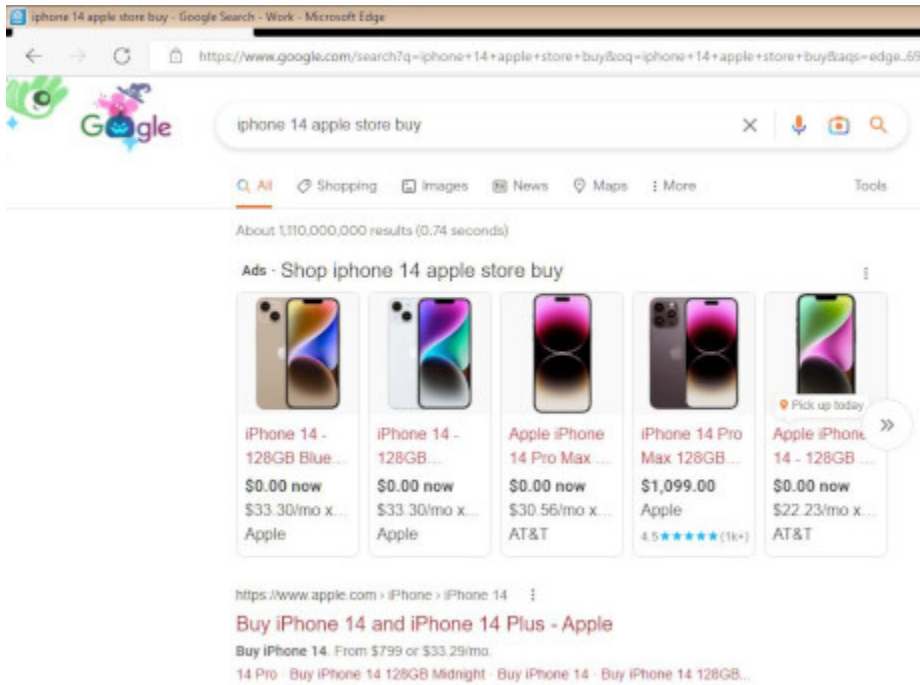 iphone 14 apple store buy - Google Search - Work - Microsoft Edge
https://www.google.com/search?q=iphone+14+apple+store+buy&oq=iphone+14+apple+store+buy&aqs=edge..69
Google
iphone 14 apple store buy
All Shopping Images News Maps More Tools
About 1,110,000,000 results (0.74 seconds)
Ads · Shop iphone 14 apple store buy
Pick up today
iPhone 14 - 128GB Blue...
$0.00 now
$33.30/mo x...
Apple
iPhone 14 - 128GB...
$0.00 now
$33.30/mo x...
Apple
Apple iPhone 14 Pro Max ...
$0.00 now
$30.56/mo x...
AT&T
iPhone 14 Pro Max 128GB...
$1,099.00
Apple
4.5 ★★★★★ (1k+)
Apple iPhone 14 - 128GB ...
$0.00 now
$22.23/mo x...
AT&T
https://www.apple.com › iPhone › iPhone 14
Buy iPhone 14 and iPhone 14 Plus - Apple
Buy iPhone 14. From $799 or $33.29/mo.
14 Pro · Buy iPhone 14 128GB Midnight · Buy iPhone 14 · Buy iPhone 14 128GB...